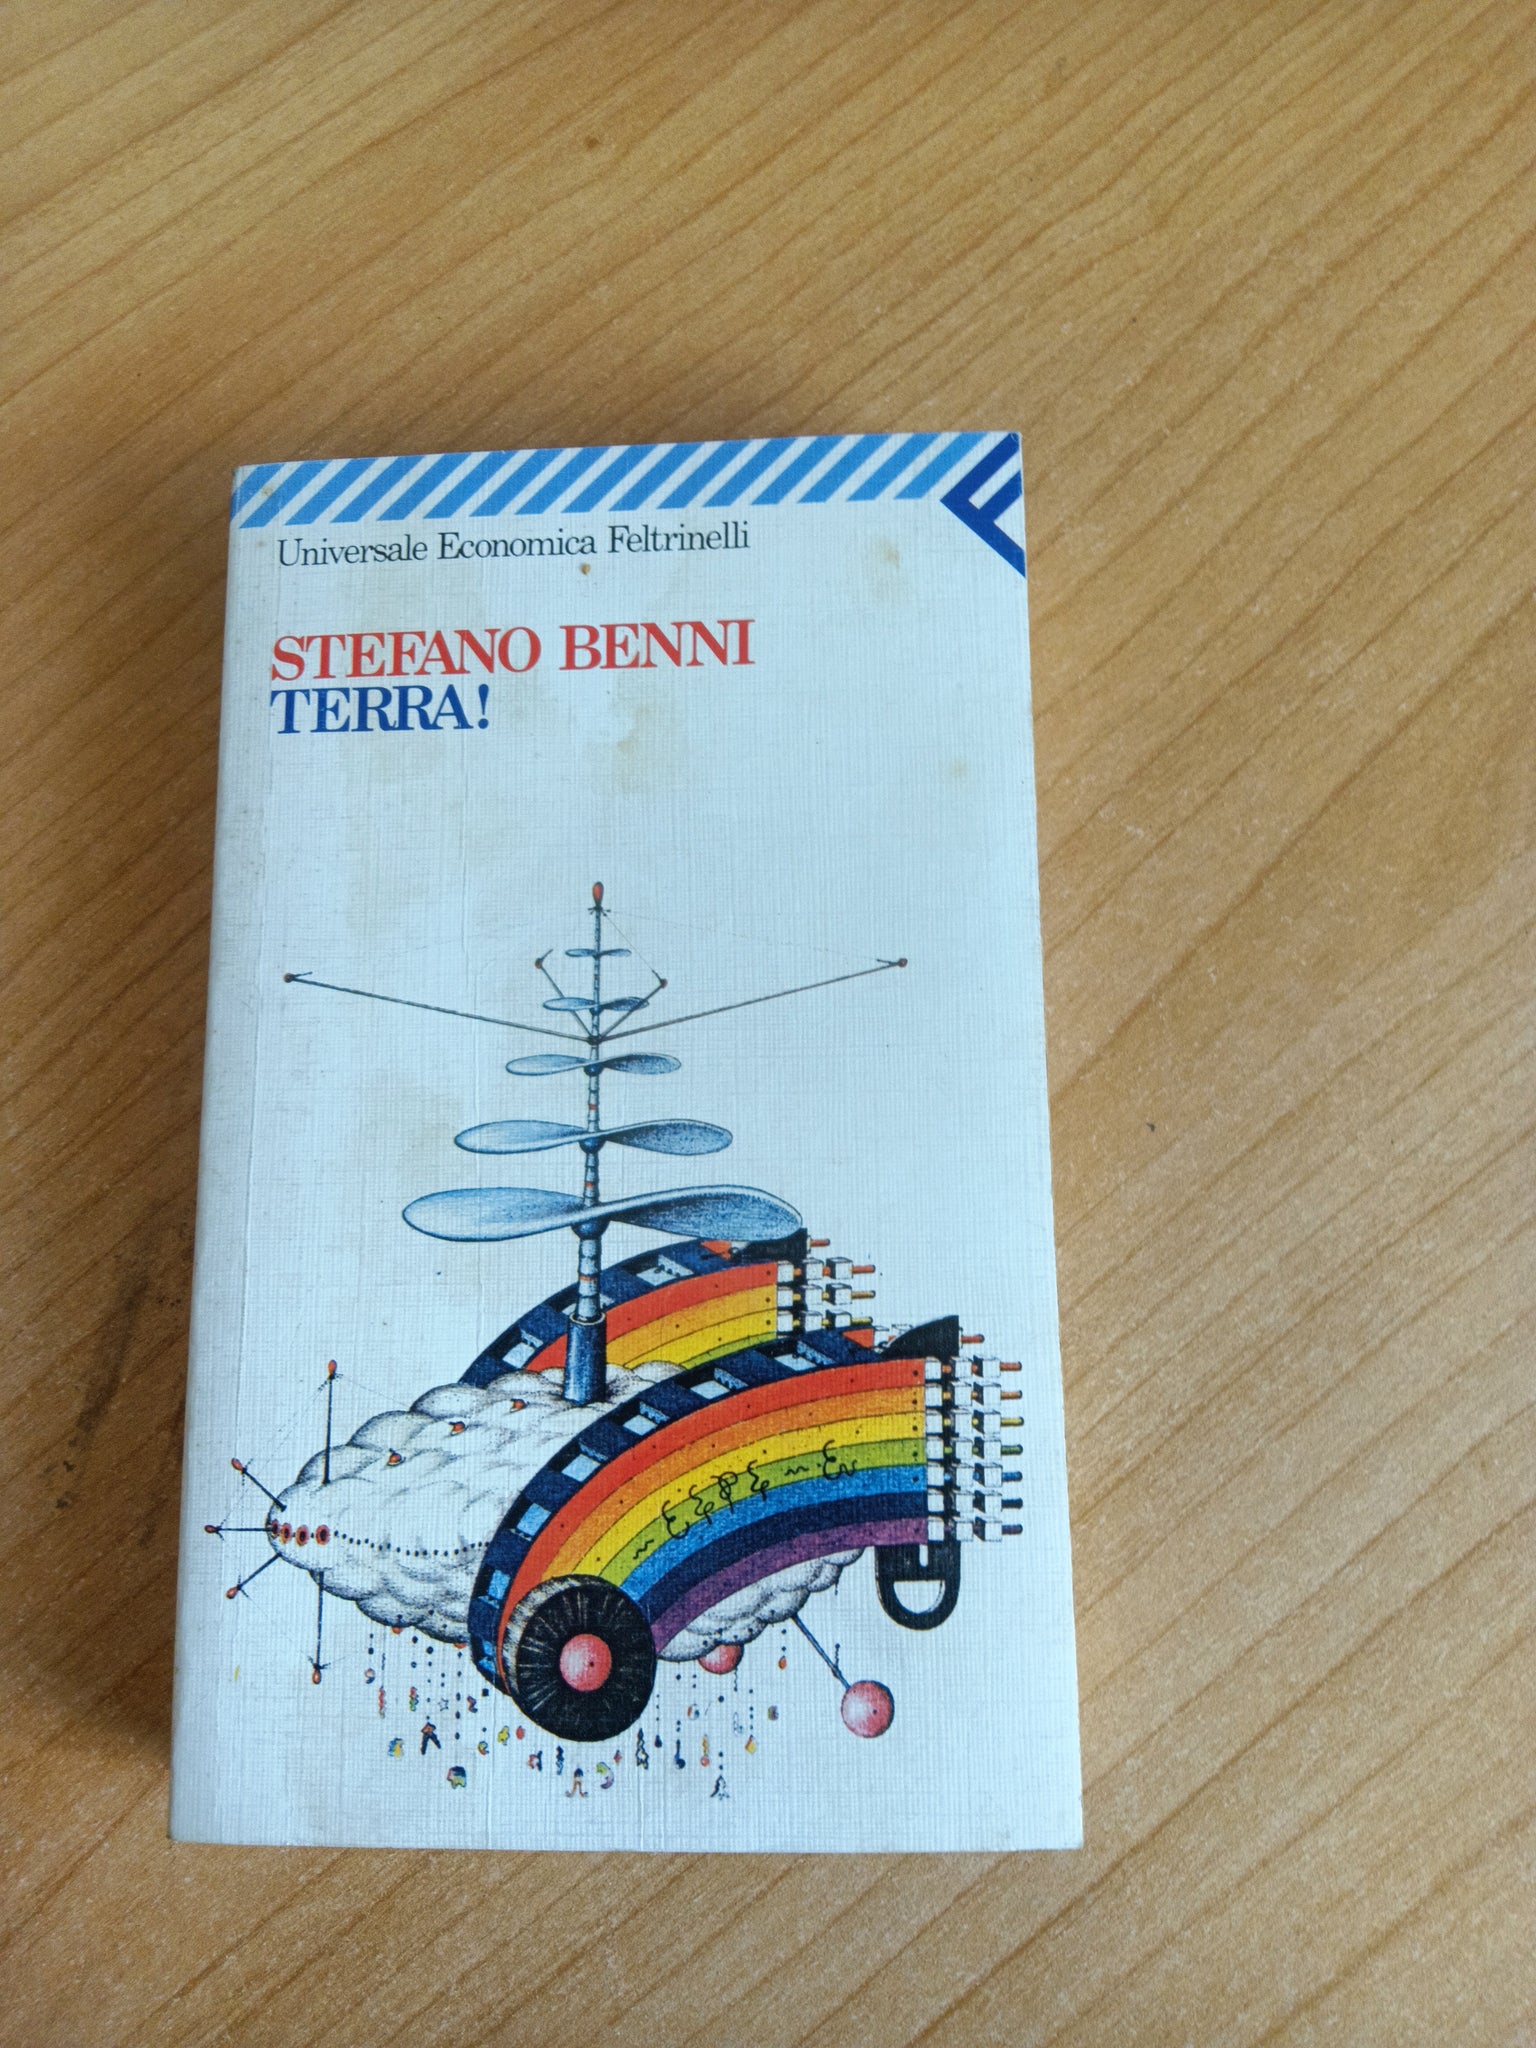 Universale Economica Feltrinelli
STEFANO BENNI
TERRA!